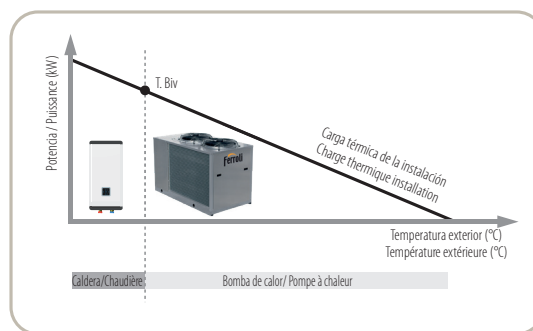 Potencia / Puissance (kW)
T. Biv
Ferroli
Carga térmica de la instalación
Charge thermique installation
Temperatura exterior (°C)
Température extérieure (°C)
Caldera/Chaudière
Bomba de calor/ Pompe à chaleur